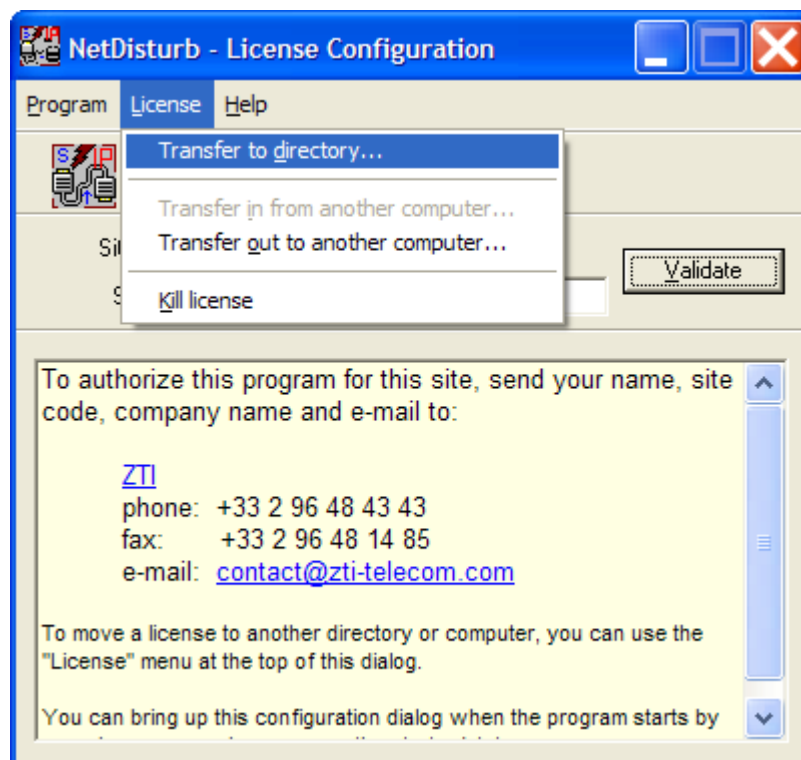 NetDisturb - License Configuration
Program License Help
Transfer to directory...
Transfer in from another computer...
Transfer out to another computer...
Kill license
Validate
To authorize this program for this site, send your name, site
code, company name and e-mail to:
ZTI
phone: +33 2 96 48 43 43
fax: +33 2 96 48 14 85
e-mail: contact@zti-telecom.com
To move a license to another directory or computer, you can use the
"License" menu at the top of this dialog.
You can bring up this configuration dialog when the program starts by